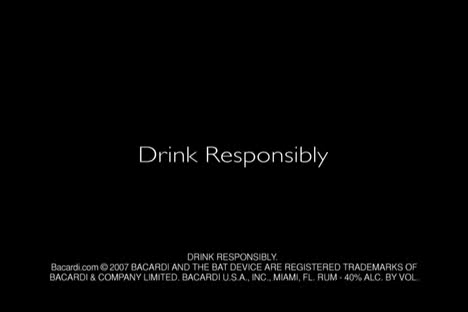 Drink Responsibly
DRINK RESPONSIBLY.
Bacardi.com © 2007 BACARDI AND THE BAT DEVICE ARE REGISTERED TRADEMARKS OF
BACARDI & COMPANY LIMITED. BACARDI U.S.A., INC., MIAMI, FL. RUM - 40% ALC. BY VOL.